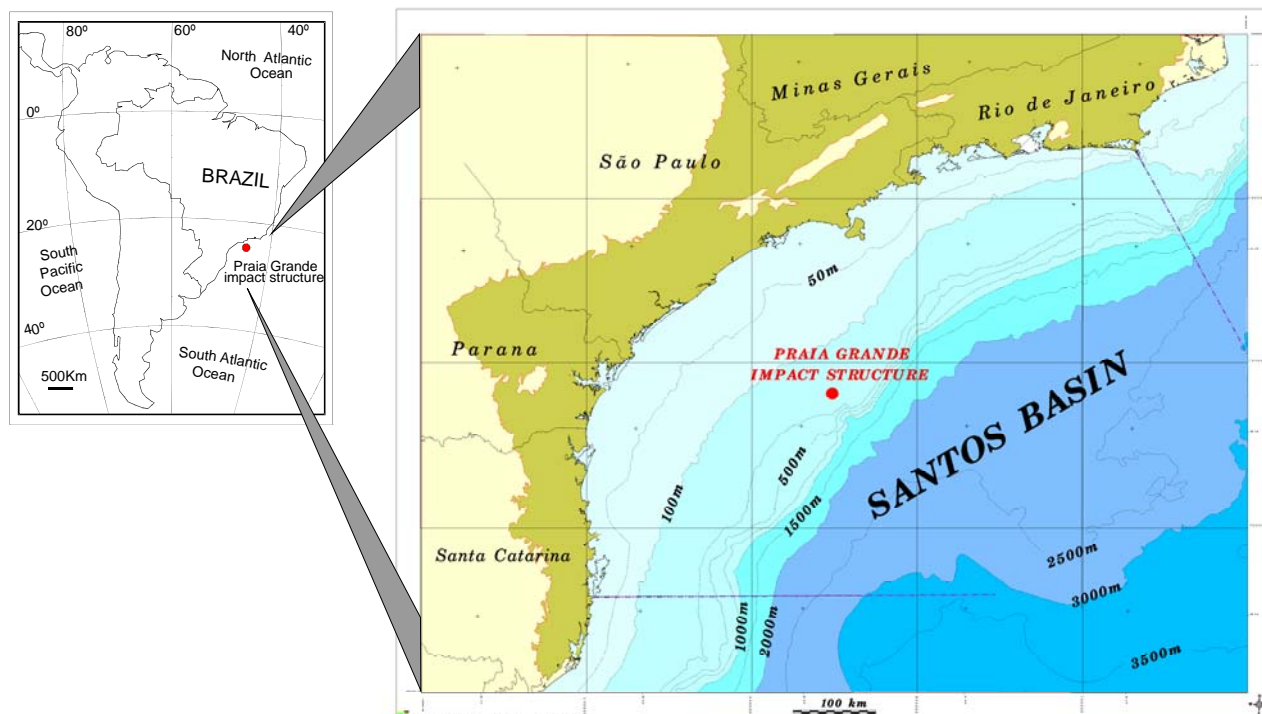 80º
60º
40º
North Atlantic
Ocean
0º
BRAZIL
20º
South
Pacific
Ocean
Praia Grande
impact structure
40º
South Atlantic
Ocean
500Km
Minas Gerais
Rio de Janeiro
São Paulo
50m
Parana
PRAIA GRANDE
IMPACT STRUCTURE
SANTOS BASIN
500m
100m
1500m
Santa Catarina
2500m
3000m
1000m
2000m
3500m
100 km